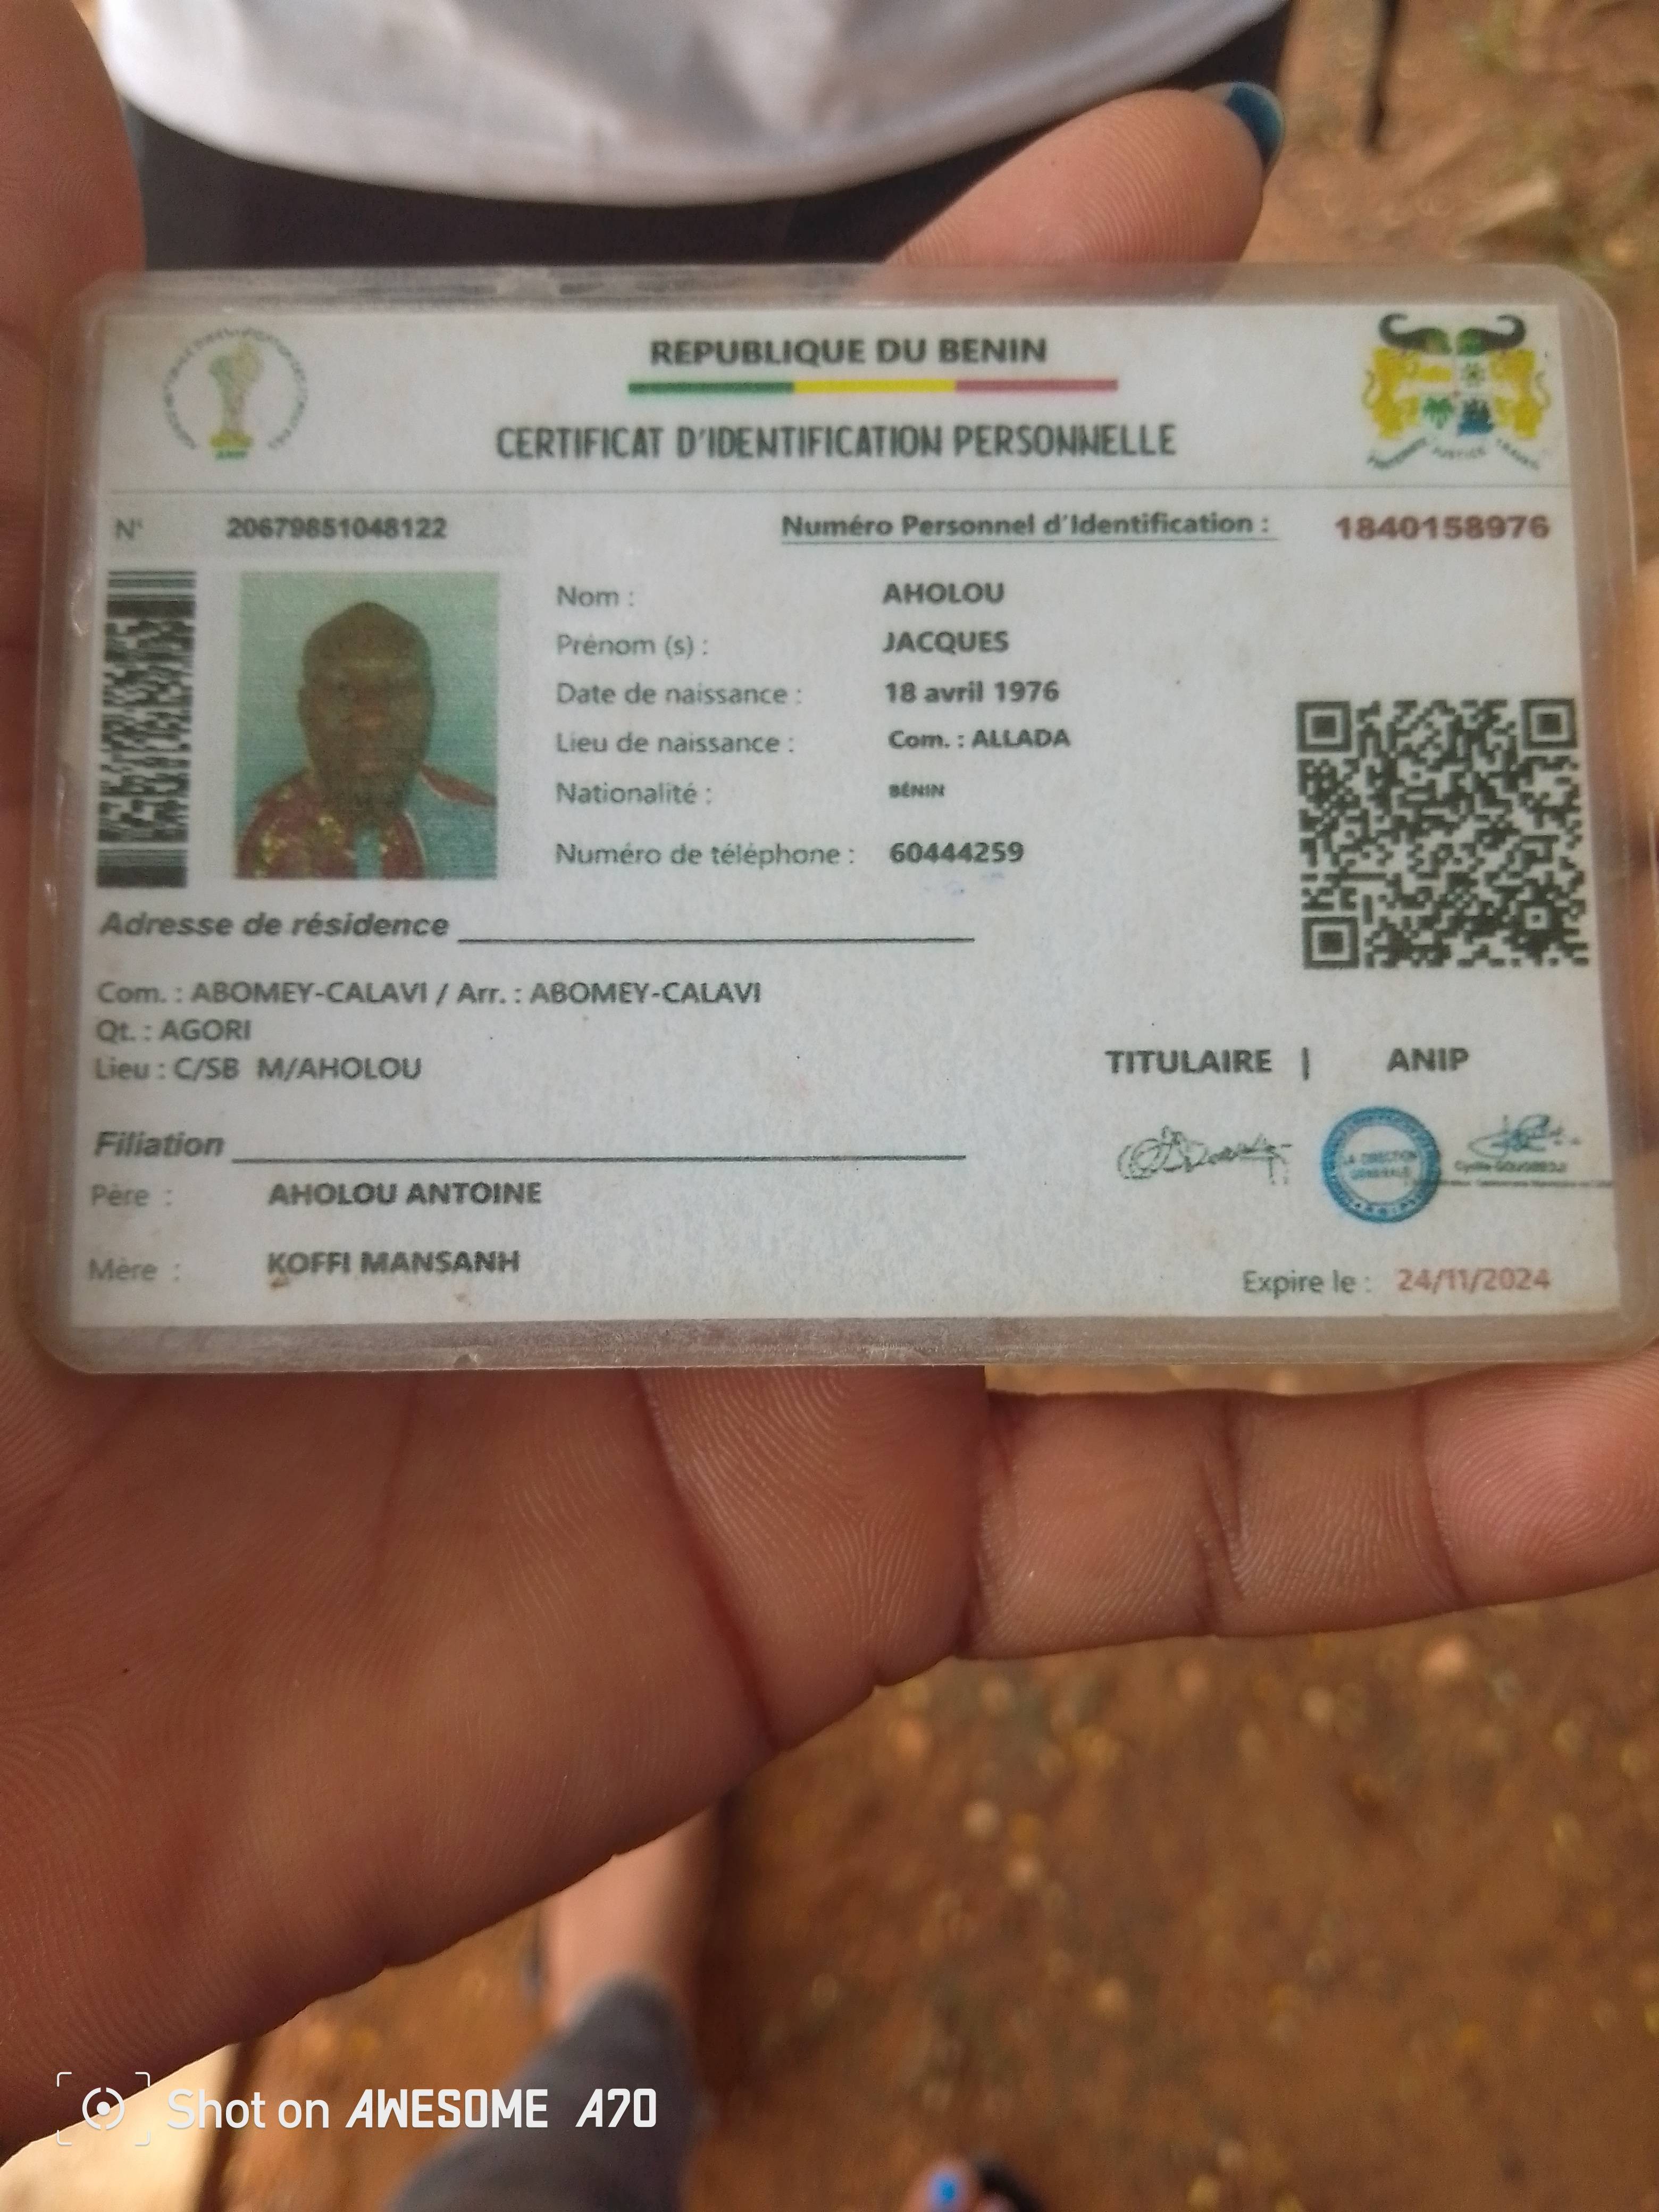 REPUBLIQUE DU BENIN
CERTIFICAT D'IDENTIFICATION PERSONNELLE
N° 20679851048122 Numéro Personnel d'Identification : 1840158976
Nom : AHOLOU
Prénom (s) : JACQUES
Date de naissance : 18 avril 1976
Lieu de naissance : Com. : ALLADA
Nationalité : BÉNIN
Numéro de téléphone : 60444259
Adresse de résidence
Com. : ABOMEY-CALAVI / Arr. : ABOMEY-CALAVI
Qt. : AGORI
Lieu : C/SB M/AHOLOU
TITULAIRE | ANIP
LA DIRECTION
GENERALE
Filiation
Père : AHOLOU ANTOINE
Mère : KOFFI MANSANH
Expire le : 24/11/2024
Shot on AWESOME A70